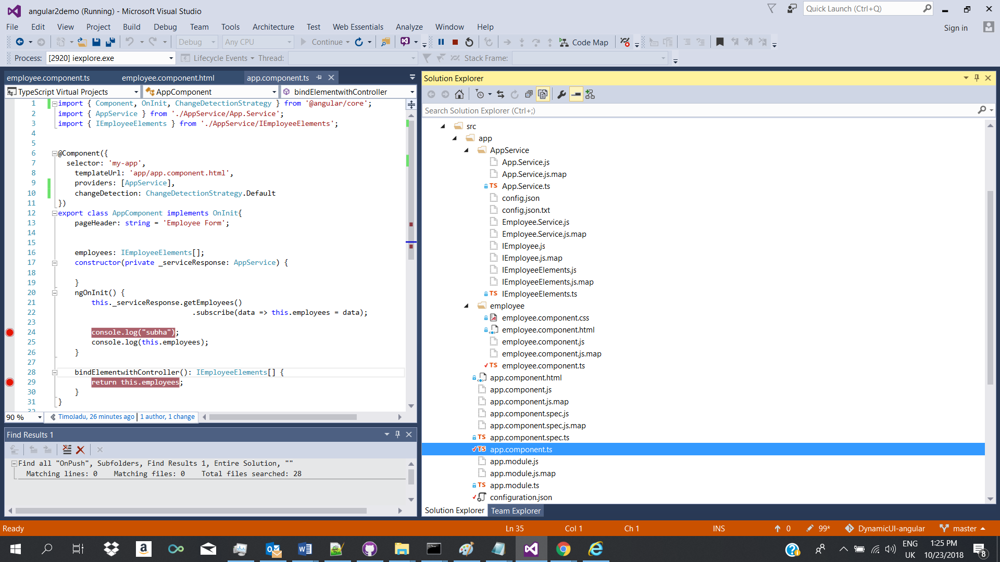 angular2demo (Running) - Microsoft Visual Studio
Quick Launch (Ctrl+Q)
File Edit View Project Build Debug Team Tools Architecture Test Web Essentials Analyze Window Help
Sign in
Debug Any CPU Continue Code Map
Process: [2920] iexplore.exe Lifecycle Events Thread: Stack Frame:
employee.component.ts employee.component.html app.component.ts
TypeScript Virtual Projects AppComponent bindElementwithController
1 import { Component, OnInit, ChangeDetectionStrategy } from '@angular/core';
2 import { AppService } from './AppService/App.Service';
3 import { IEmployeeElements } from './AppService/IEmployeeElements';
4
5
6 @Component({
7 selector: 'my-app',
8 templateUrl: 'app/app.component.html',
9 providers: [AppService],
10 changeDetection: ChangeDetectionStrategy.Default
11 })
12 export class AppComponent implements OnInit{
13 pageHeader: string = 'Employee Form';
14
15
16 employees: IEmployeeElements[];
17 constructor(private _serviceResponse: AppService) {
18
19 }
20 ngOnInit() {
21 this._serviceResponse.getEmployees()
22 .subscribe(data => this.employees = data);
23
24 console.log("subha");
25 console.log(this.employees);
26 }
27
28 bindElementwithController(): IEmployeeElements[] {
29 return this.employees;
30 }
31 }
32
90 % TimoJadu, 26 minutes ago | 1 author, 1 change
Find Results 1
Find all "OnPush", Subfolders, Find Results 1, Entire Solution, ""
Matching lines: 0 Matching files: 0 Total files searched: 28
Solution Explorer
Search Solution Explorer (Ctrl+;)
src
app
AppService
App.Service.js
App.Service.js.map
TS App.Service.ts
config.json
config.json.txt
Employee.Service.js
Employee.Service.js.map
IEmployee.js
IEmployee.js.map
IEmployeeElements.js
IEmployeeElements.js.map
TS IEmployeeElements.ts
employee
employee.component.css
employee.component.html
employee.component.js
employee.component.js.map
TS employee.component.ts
app.component.html
app.component.js
app.component.js.map
app.component.spec.js
app.component.spec.js.map
TS app.component.spec.ts
TS app.component.ts
app.module.js
app.module.js.map
TS app.module.ts
configuration.json
Solution Explorer Team Explorer
Ready Ln 35 Col 1 Ch 1 INS 0 99* DynamicUI-angular master
ENG 1:25 PM
UK 10/23/2018 8